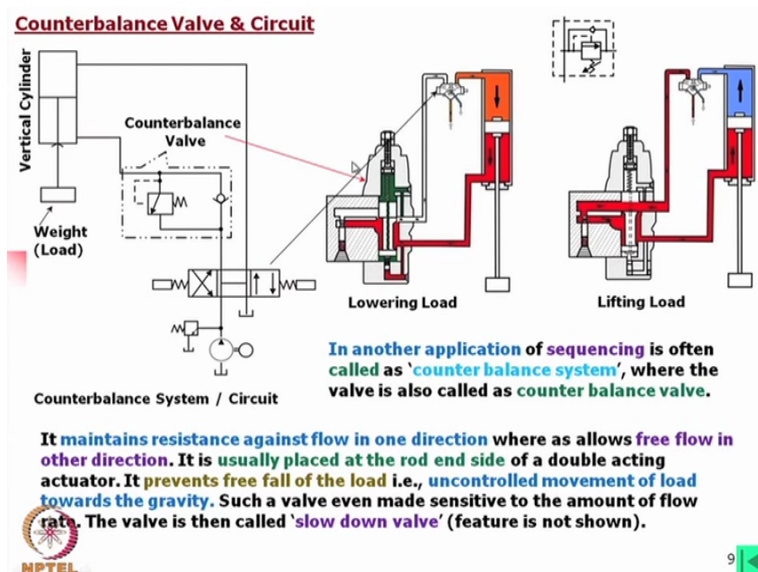 Counterbalance Valve & Circuit
Vertical Cylinder
Counterbalance
Valve
Weight
(Load)
Lowering Load
Lifting Load
Counterbalance System / Circuit
In another application of sequencing is often
called as ‘counter balance system’, where the
valve is also called as counter balance valve.
It maintains resistance against flow in one direction where as allows free flow in
other direction. It is usually placed at the rod end side of a double acting
actuator. It prevents free fall of the load i.e., uncontrolled movement of load
towards the gravity. Such a valve even made sensitive to the amount of flow
rate. The valve is then called ‘slow down valve’ (feature is not shown).
NPTEL
9